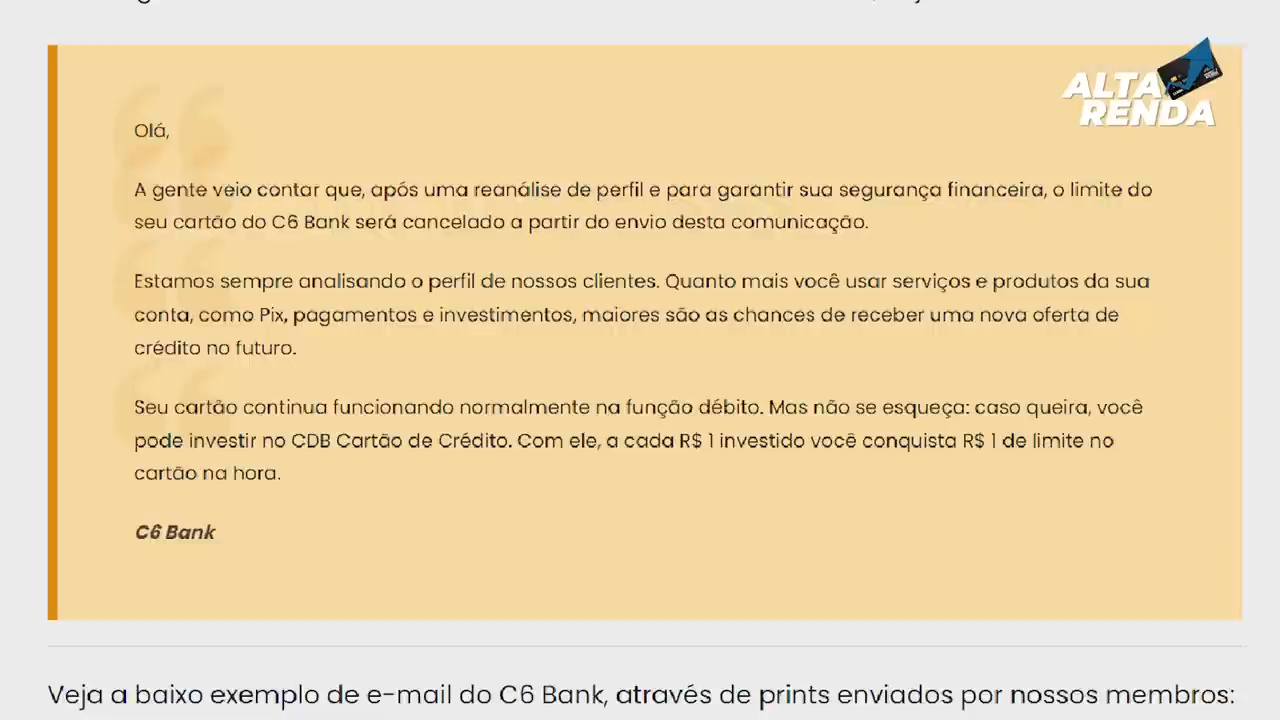 ALTA
RENDA
Olá,
A gente veio contar que, após uma reanálise de perfil e para garantir sua segurança financeira, o limite do
seu cartão do C6 Bank será cancelado a partir do envio desta comunicação.
Estamos sempre analisando o perfil de nossos clientes. Quanto mais você usar serviços e produtos da sua
conta, como Pix, pagamentos e investimentos, maiores são as chances de receber uma nova oferta de
crédito no futuro.
Seu cartão continua funcionando normalmente na função débito. Mas não se esqueça: caso queira, você
pode investir no CDB Cartão de Crédito. Com ele, a cada R$ 1 investido você conquista R$ 1 de limite no
cartão na hora.
C6 Bank
Veja a baixo exemplo de e-mail do C6 Bank, através de prints enviados por nossos membros: